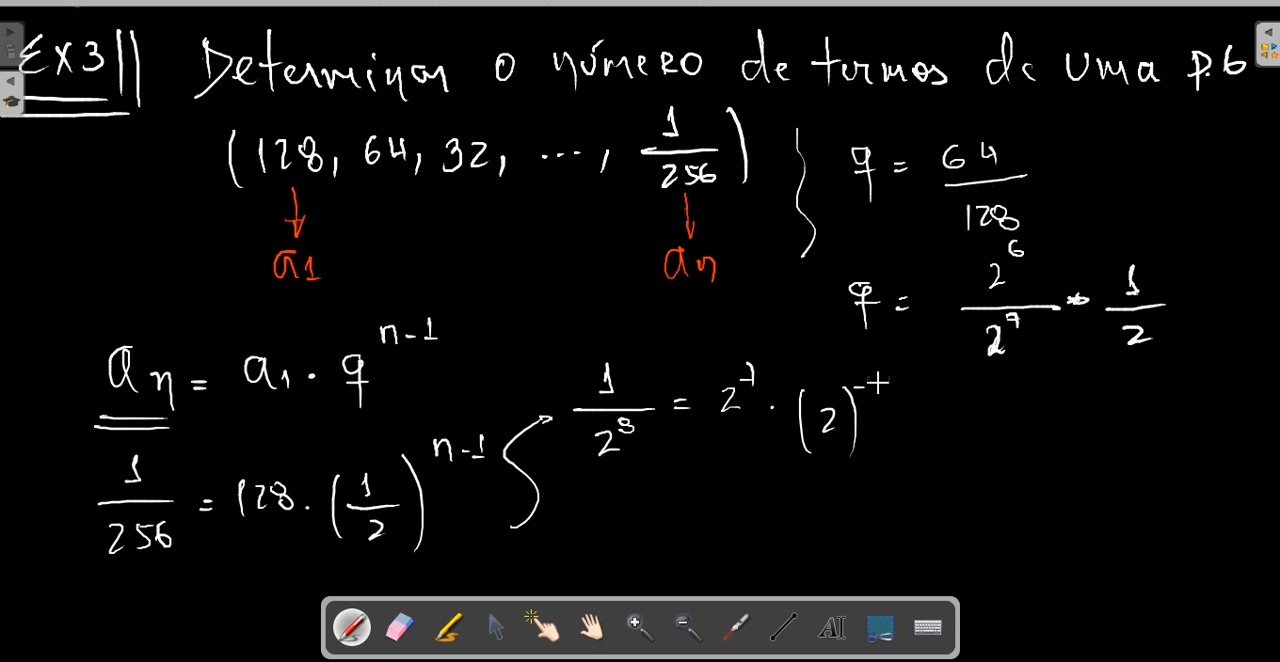 Ex3|| Determinar o número de termos de uma P.G
(128, 64, 32, ..., 1/256)
a1 an
q = 64/128
q = 2^6/2^7 = 1/2
an = a1 . q^n-1
1/256 = 128 . (1/2)^n-1
1/2^8 = 2^7 . (2)^-
AI